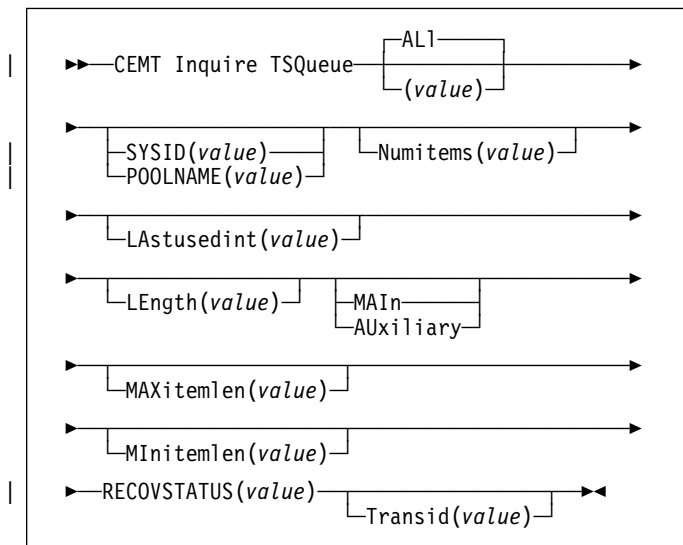 ALl
CEMT Inquire TSQueue
(value)
SYSID(value)
Numitems(value)
POOLNAME(value)
LAstusedint(value)
LEngth(value)
MAIn
AUxiliary
MAXitemlen(value)
MInitemlen(value)
RECOVSTATUS(value)
Transid(value)